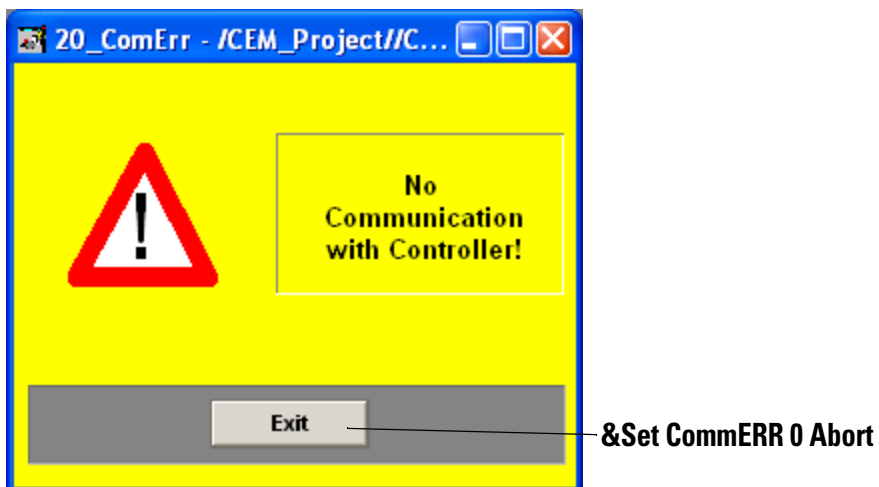 20_ComErr - /CEM_Project//C...
!
No
Communication
with Controller!
Exit
&Set CommERR 0 Abort